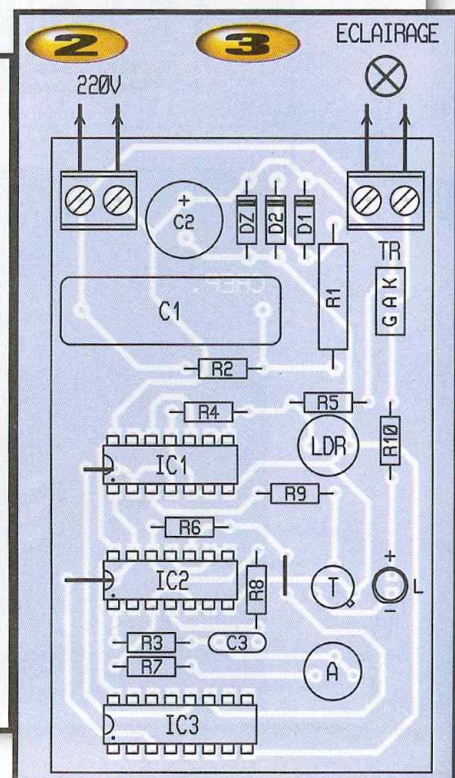 2 3
ECLAIRAGE
220V
C2
+
DZ D2 D1
TR
G A K
C1
R1
R2
R4
R5
LDR
R10
IC1
R9
R6
IC2
R8
T
+
L
-
R3
C3
R7
A
IC3